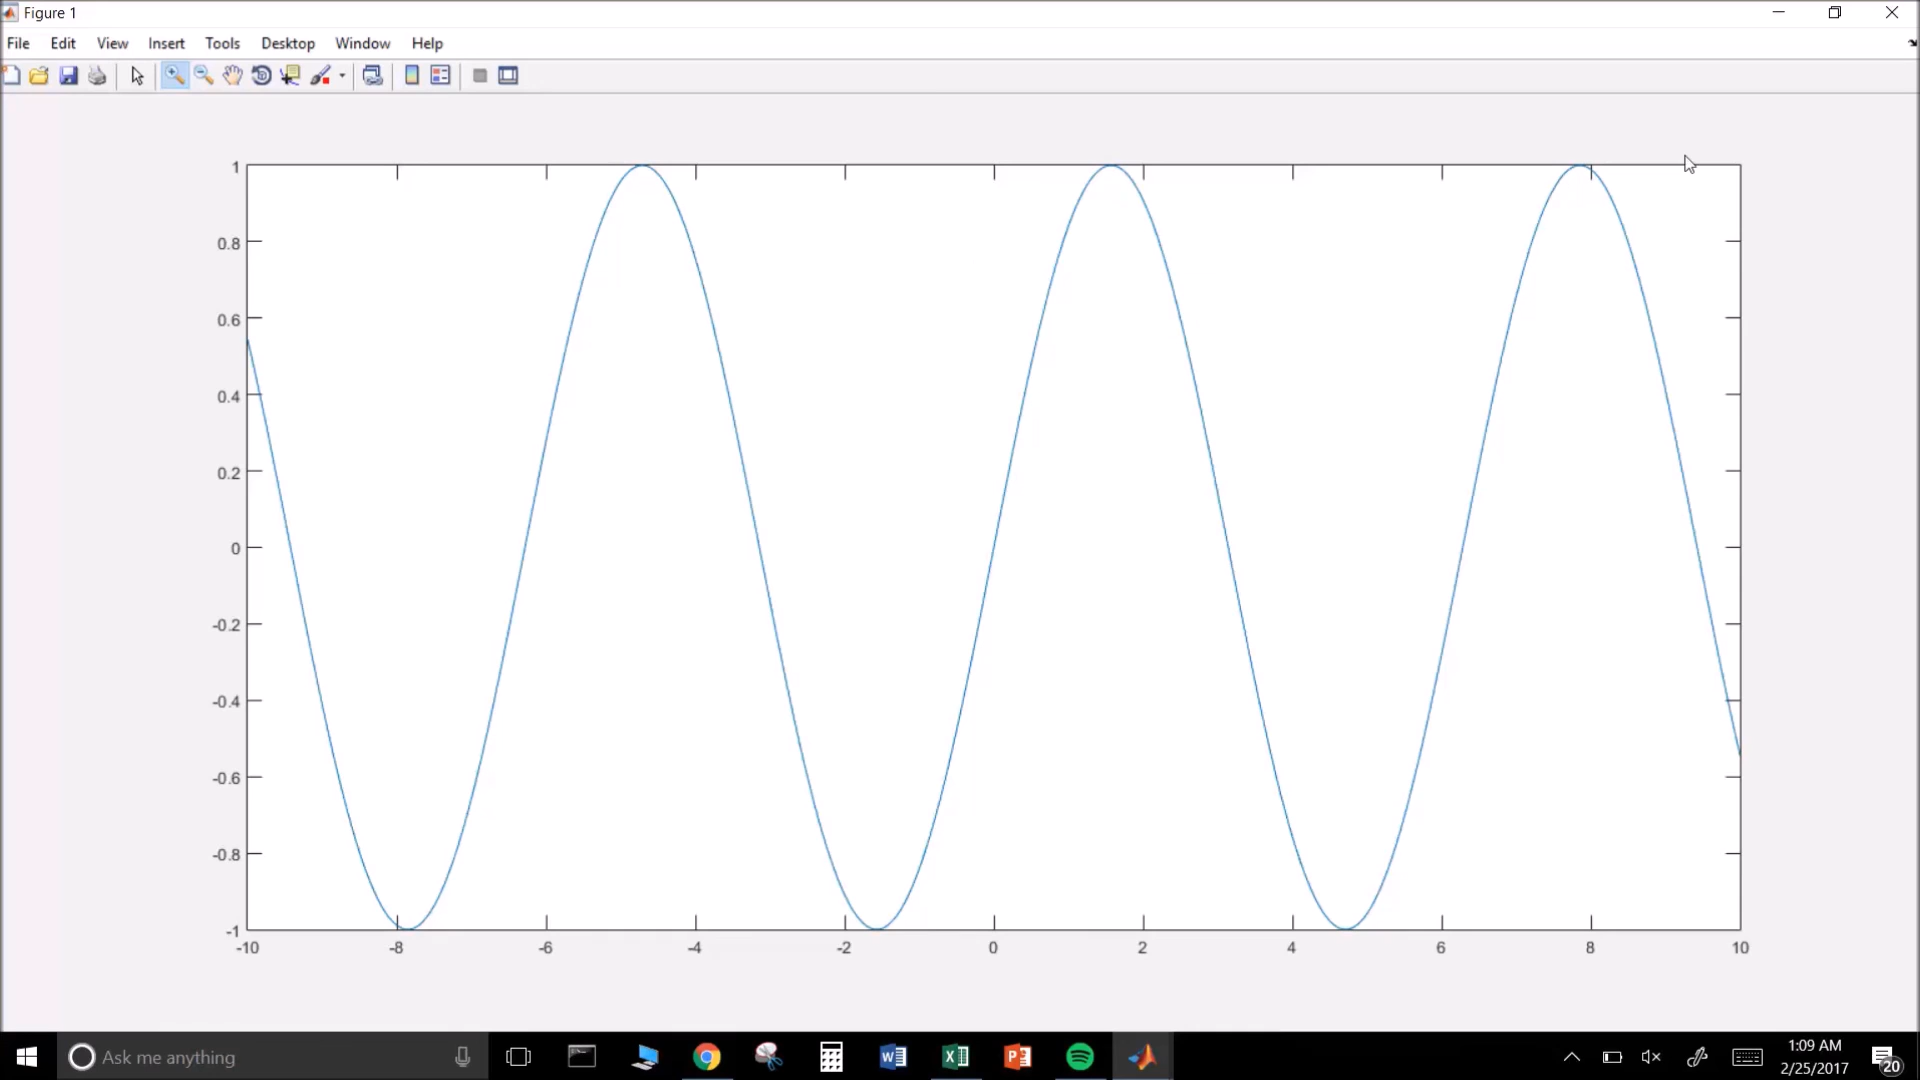 Figure 1
File Edit View Insert Tools Desktop Window Help
1
0.8
0.6
0.4
0.2
0
-0.2
-0.4
-0.6
-0.8
-1
-10 -8 -6 -4 -2 0 2 4 6 8 10
Ask me anything
1:09 AM
2/25/2017
20